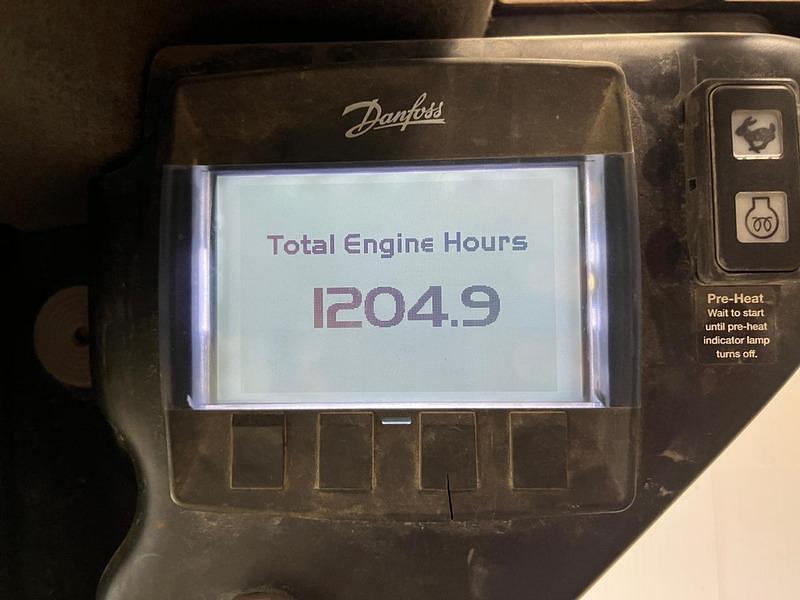 Danfoss
Total Engine Hours
1204.9
Pre-Heat
Wait to start
until pre-heat
indicator lamp
turns off.